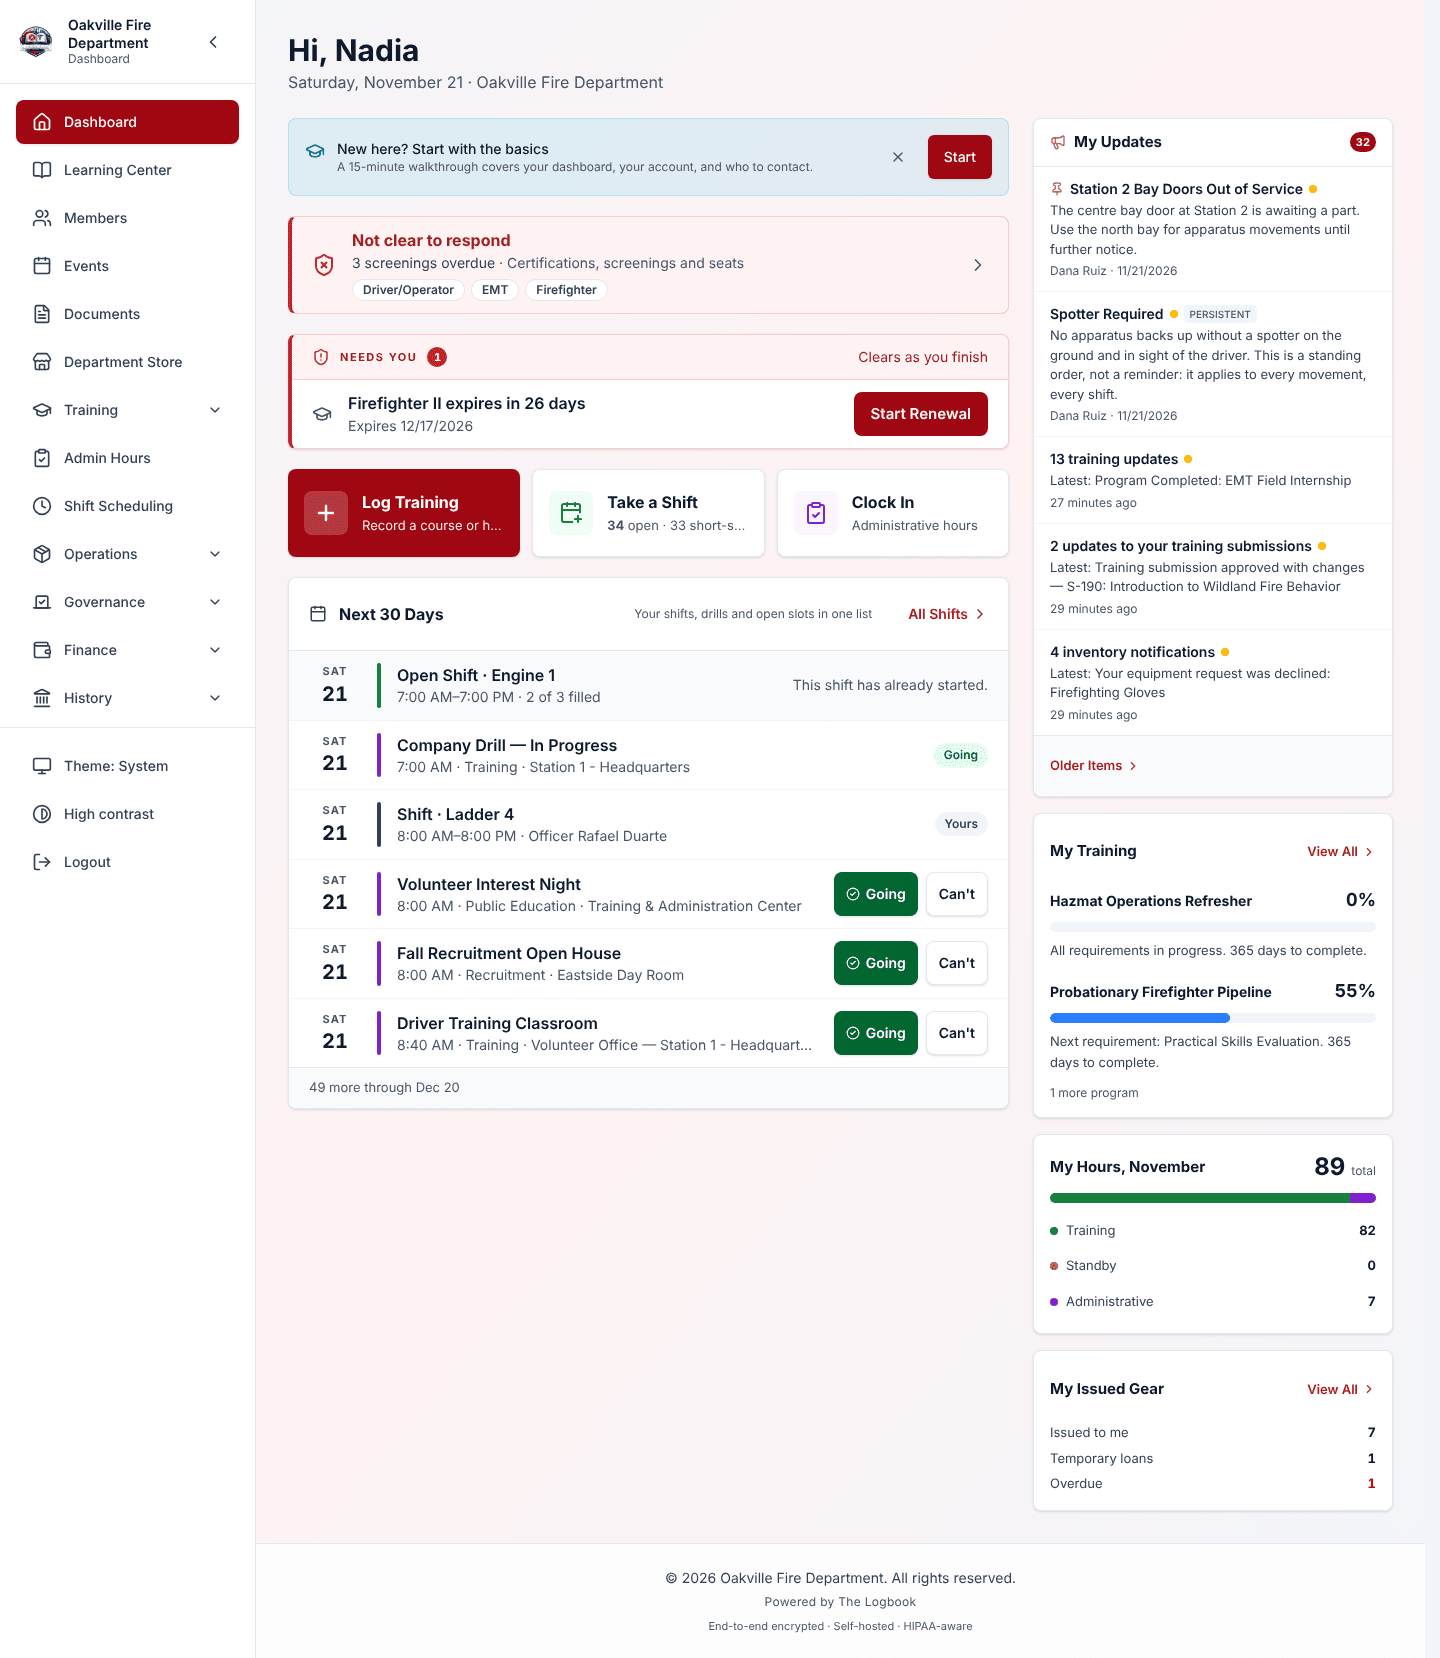 Oakville Fire
Department
Dashboard
Dashboard
Learning Center
Members
Events
Documents
Department Store
Training
Admin Hours
Shift Scheduling
Operations
Governance
Finance
History
Theme: System
High contrast
Logout
Hi, Nadia
Saturday, November 21 · Oakville Fire Department
New here? Start with the basics
A 15-minute walkthrough covers your dashboard, your account, and who to contact.
Start
Not clear to respond
3 screenings overdue · Certifications, screenings and seats
Driver/Operator EMT Firefighter
NEEDS YOU 1
Clears as you finish
Firefighter II expires in 26 days
Expires 12/17/2026
Start Renewal
Log Training
Record a course or h...
Take a Shift
34 open · 33 short-s...
Clock In
Administrative hours
Next 30 Days
Your shifts, drills and open slots in one list
All Shifts
SAT
21
Open Shift · Engine 1
7:00 AM–7:00 PM · 2 of 3 filled
This shift has already started.
SAT
21
Company Drill — In Progress
7:00 AM · Training · Station 1 - Headquarters
Going
SAT
21
Shift · Ladder 4
8:00 AM–8:00 PM · Officer Rafael Duarte
Yours
SAT
21
Volunteer Interest Night
8:00 AM · Public Education · Training & Administration Center
Going Can't
SAT
21
Fall Recruitment Open House
8:00 AM · Recruitment · Eastside Day Room
Going Can't
SAT
21
Driver Training Classroom
8:40 AM · Training · Volunteer Office — Station 1 - Headquart...
Going Can't
49 more through Dec 20
My Updates 32
Station 2 Bay Doors Out of Service
The centre bay door at Station 2 is awaiting a part.
Use the north bay for apparatus movements until
further notice.
Dana Ruiz · 11/21/2026
Spotter Required PERSISTENT
No apparatus backs up without a spotter on the
ground and in sight of the driver. This is a standing
order, not a reminder: it applies to every movement,
every shift.
Dana Ruiz · 11/21/2026
13 training updates
Latest: Program Completed: EMT Field Internship
27 minutes ago
2 updates to your training submissions
Latest: Training submission approved with changes
— S-190: Introduction to Wildland Fire Behavior
29 minutes ago
4 inventory notifications
Latest: Your equipment request was declined:
Firefighting Gloves
29 minutes ago
Older Items
My Training
View All
Hazmat Operations Refresher 0%
All requirements in progress. 365 days to complete.
Probationary Firefighter Pipeline 55%
Next requirement: Practical Skills Evaluation. 365
days to complete.
1 more program
My Hours, November 89 total
Training 82
Standby 0
Administrative 7
My Issued Gear
View All
Issued to me 7
Temporary loans 1
Overdue 1
© 2026 Oakville Fire Department. All rights reserved.
Powered by The Logbook
End-to-end encrypted · Self-hosted · HIPAA-aware